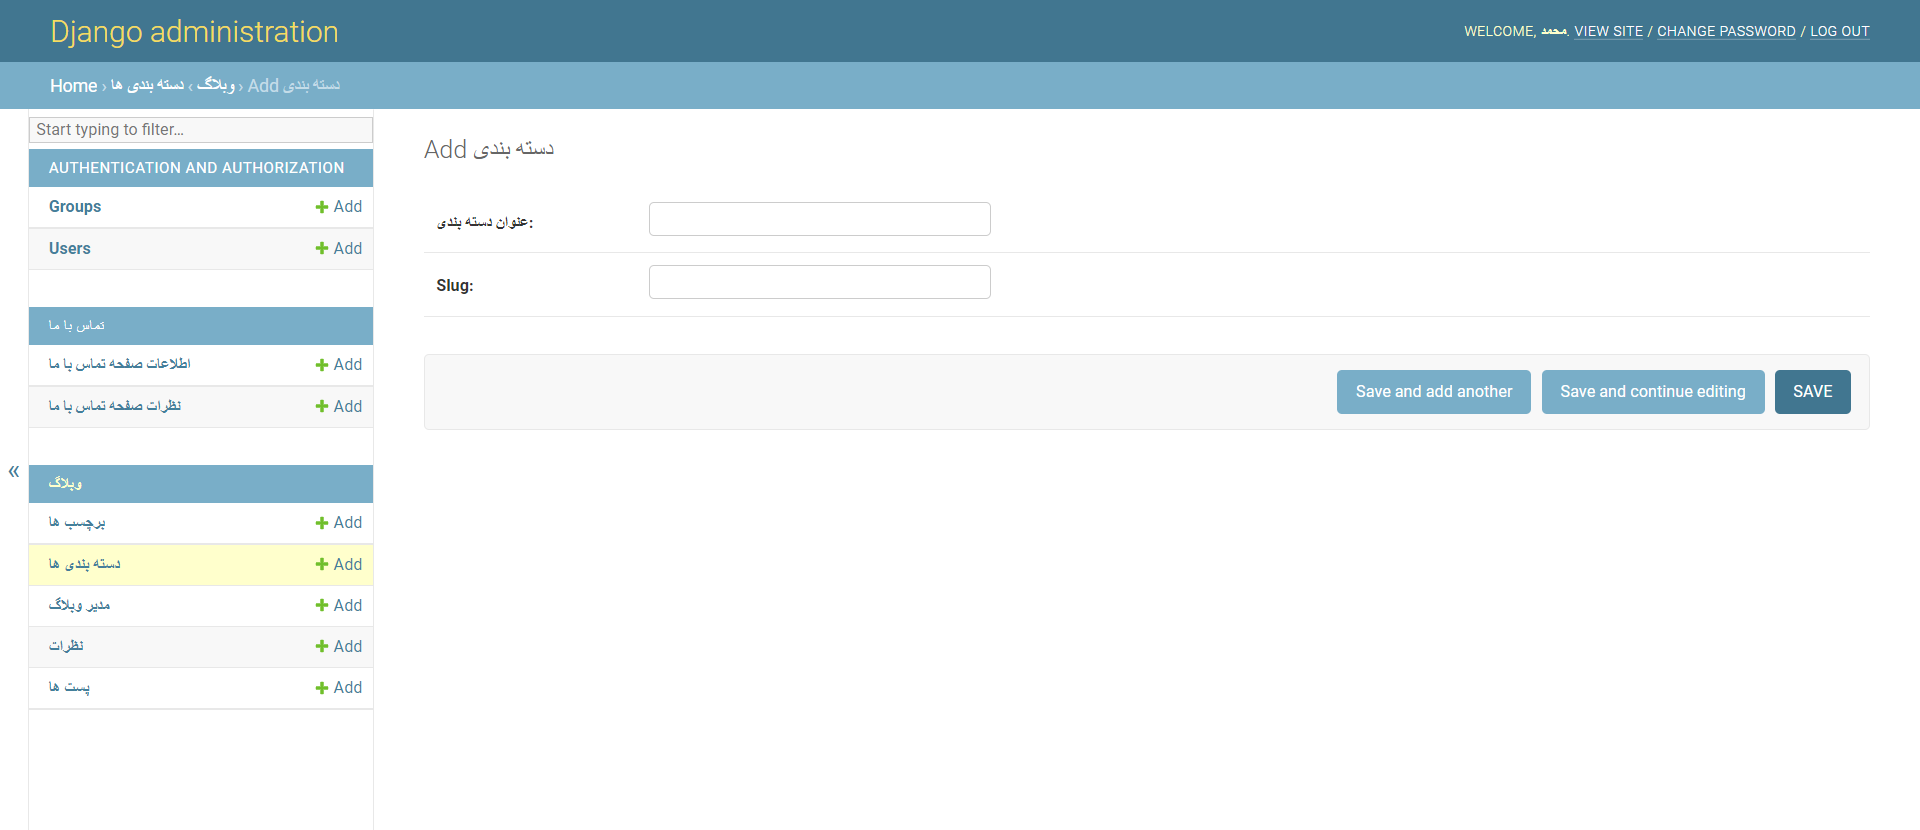 Django administration
WELCOME, محمد. VIEW SITE / CHANGE PASSWORD / LOG OUT
Home › وبلاگ › دسته بندی ها › Add دسته بندی
Start typing to filter...
AUTHENTICATION AND AUTHORIZATION
Groups Add
Users Add
تماس با ما
اطلاعات صفحه تماس با ما Add
نظرات صفحه تماس با ما Add
«
وبلاگ
برچسب ها Add
دسته بندی ها Add
مدیر وبلاگ Add
نظرات Add
پست ها Add
Add دسته بندی
عنوان دسته بندی:
Slug:
Save and add another
Save and continue editing
SAVE